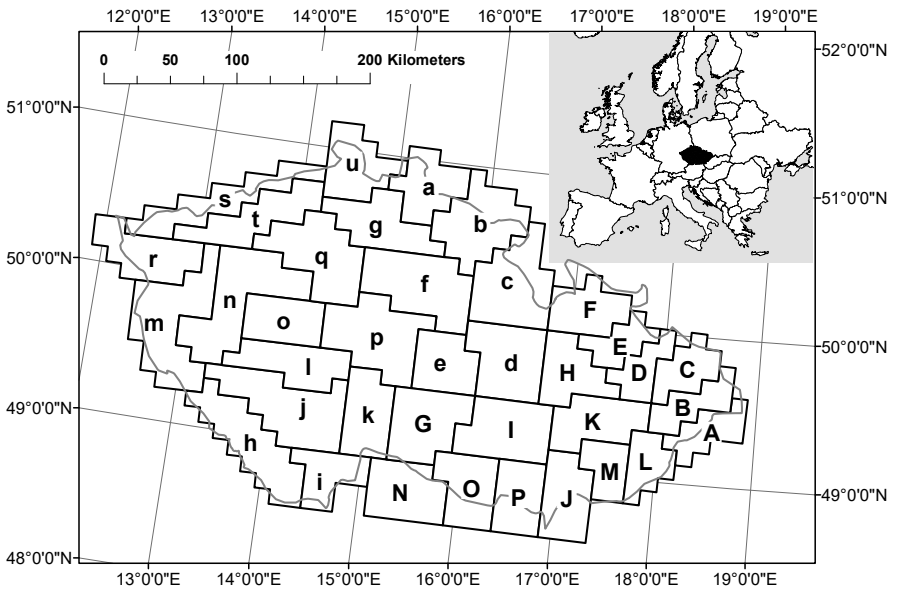 12°0'0"E 13°0'0"E 14°0'0"E 15°0'0"E 16°0'0"E 17°0'0"E 18°0'0"E 19°0'0"E
0 50 100 200 Kilometers
52°0'0"N
51°0'0"N
51°0'0"N
50°0'0"N
50°0'0"N
49°0'0"N
49°0'0"N
48°0'0"N
u
a
s
t
g
b
r
q
f
c
n
F
m
o
p
E
l
e
d
H
D
C
j
k
G
I
K
B
A
h
i
N
O
P
J
M
L
13°0'0"E 14°0'0"E 15°0'0"E 16°0'0"E 17°0'0"E 18°0'0"E 19°0'0"E